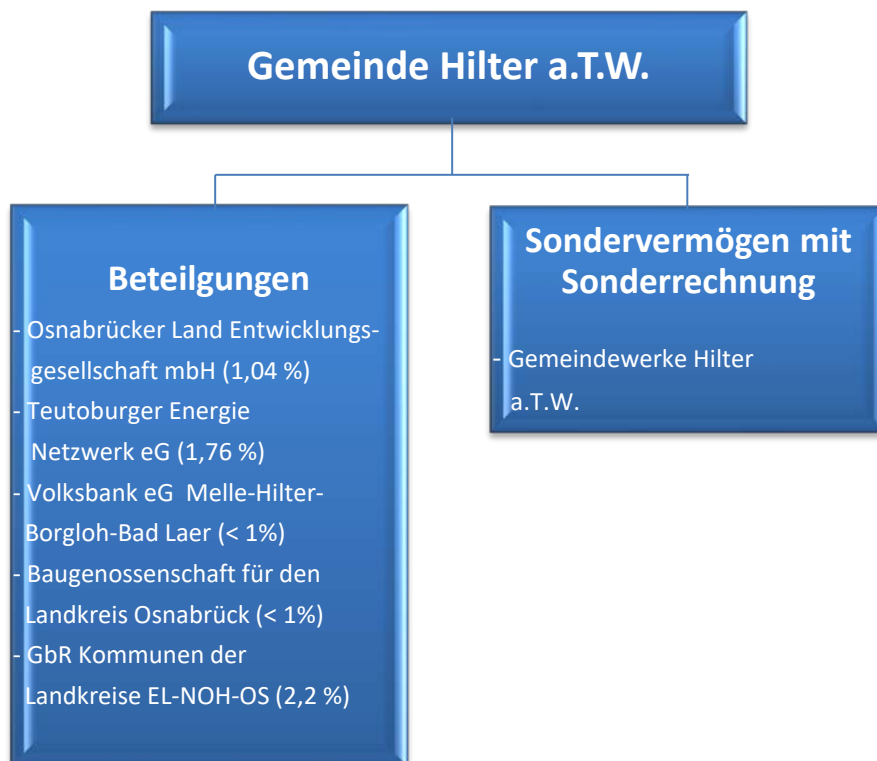 Gemeinde Hilter a.T.W.
Beteilgungen
- Osnabrücker Land Entwicklungs-
gesellschaft mbH (1,04 %)
- Teutoburger Energie
Netzwerk eG (1,76 %)
- Volksbank eG Melle-Hilter-
Borgloh-Bad Laer (< 1%)
- Baugenossenschaft für den
Landkreis Osnabrück (< 1%)
- GbR Kommunen der
Landkreise EL-NOH-OS (2,2 %)
Sondervermögen mit
Sonderrechnung
- Gemeindewerke Hilter
a.T.W.